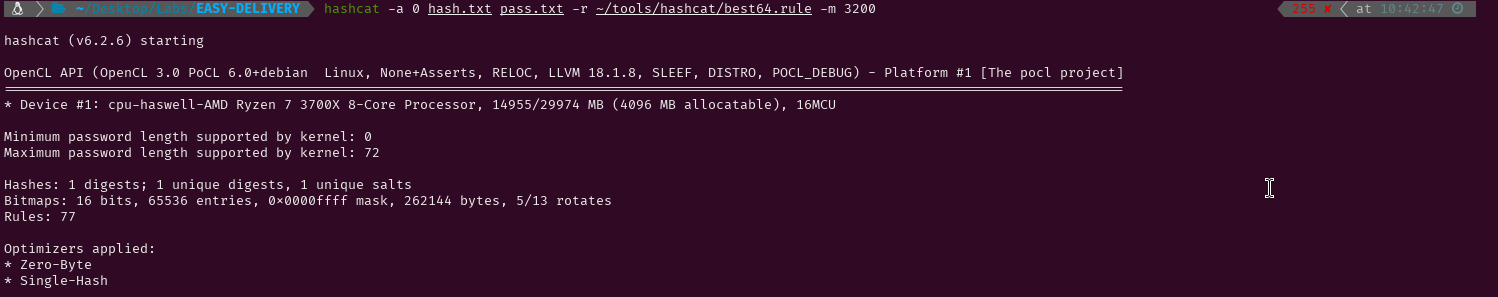 ~/Desktop/Labs/EASY-DELIVERY hashcat -a 0 hash.txt pass.txt -r ~/tools/hashcat/best64.rule -m 3200 255 ✘ at 10:42:47
hashcat (v6.2.6) starting
OpenCL API (OpenCL 3.0 PoCL 6.0+debian  Linux, None+Asserts, RELOC, LLVM 18.1.8, SLEEF, DISTRO, POCL_DEBUG) - Platform #1 [The pocl project]
* Device #1: cpu-haswell-AMD Ryzen 7 3700X 8-Core Processor, 14955/29974 MB (4096 MB allocatable), 16MCU
Minimum password length supported by kernel: 0
Maximum password length supported by kernel: 72
Hashes: 1 digests; 1 unique digests, 1 unique salts
Bitmaps: 16 bits, 65536 entries, 0x0000ffff mask, 262144 bytes, 5/13 rotates
Rules: 77
Optimizers applied:
* Zero-Byte
* Single-Hash